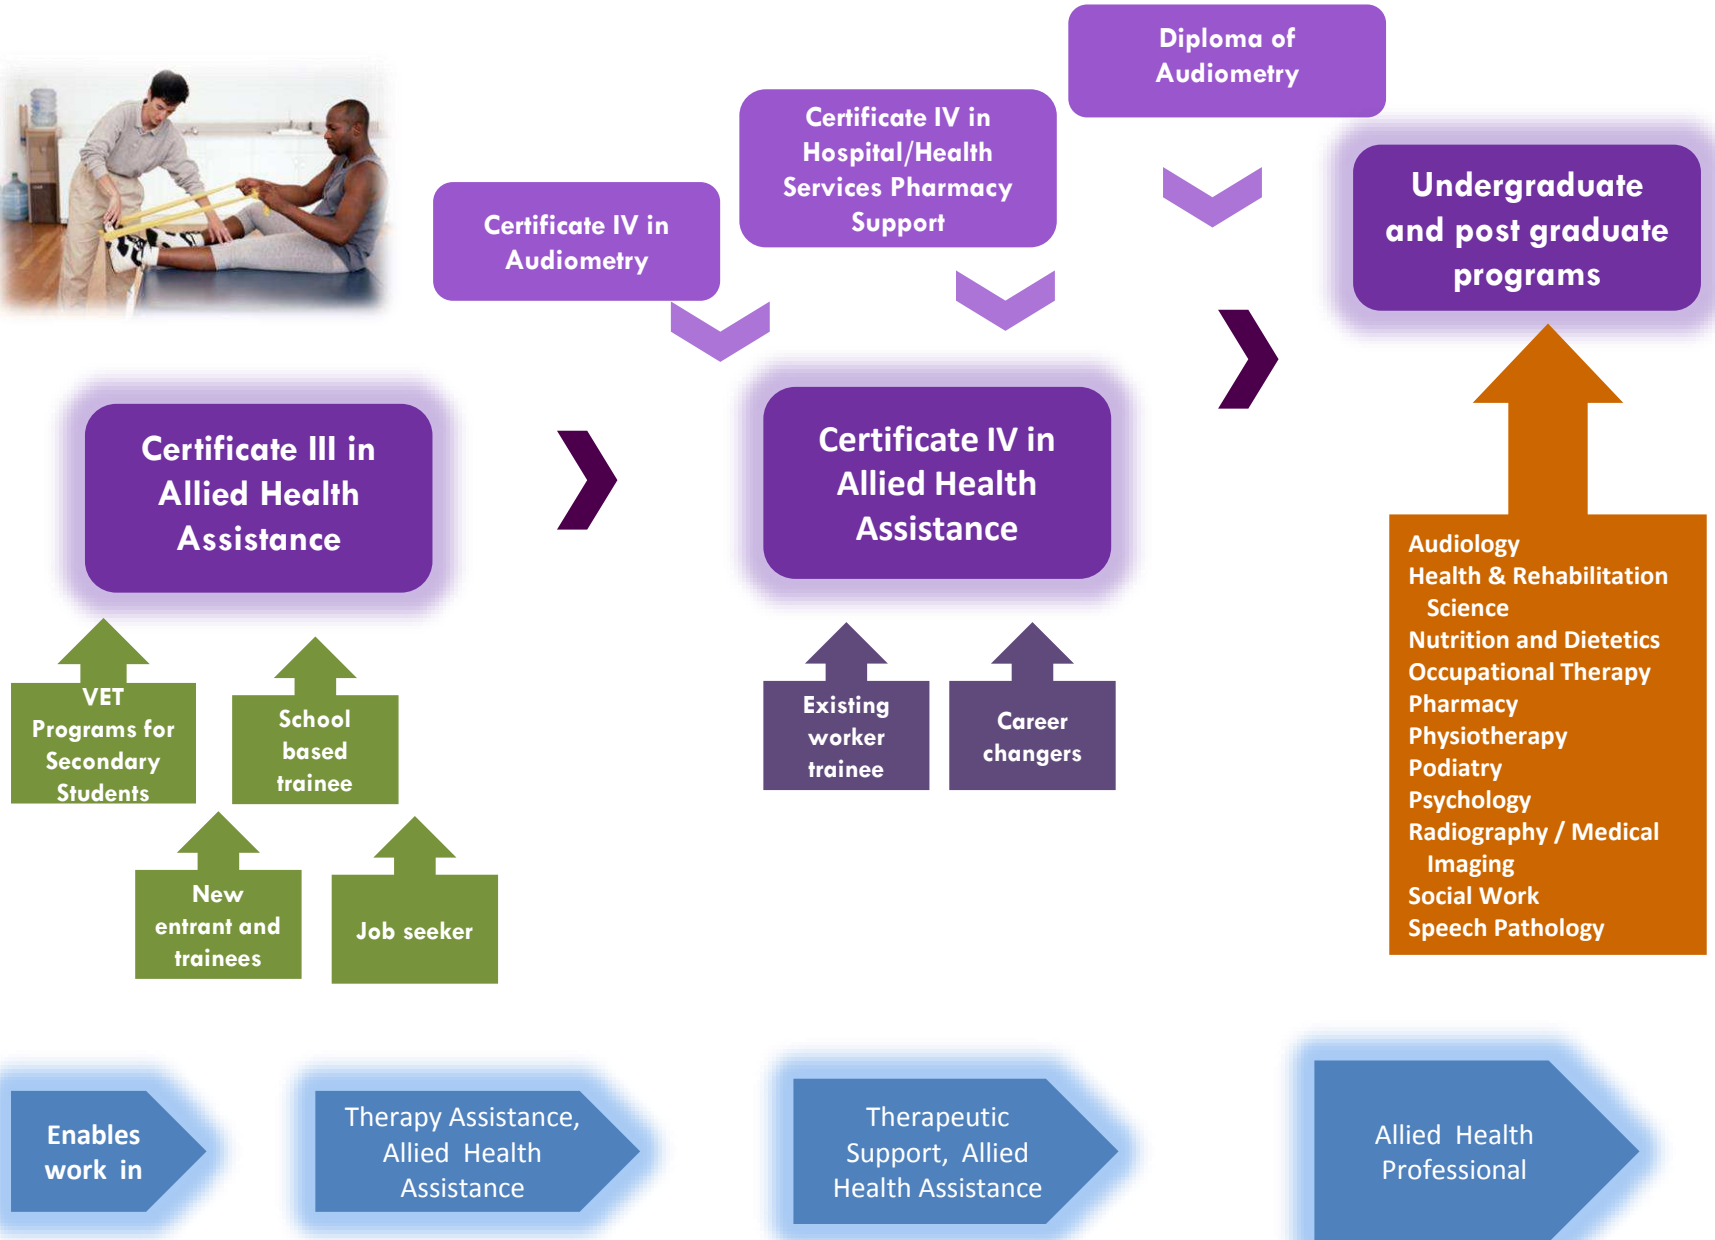 Diploma of
Audiometry
Certificate IV in
Hospital/Health
Services Pharmacy
Support
Certificate IV in
Audiometry
Undergraduate
and post graduate
programs
Certificate III in
Allied Health
Assistance
Certificate IV in
Allied Health
Assistance
VET
Programs for
Secondary
Students
School
based
trainee
New
entrant and
trainees
Job seeker
Existing
worker
trainee
Career
changers
Audiology
Health & Rehabilitation
Science
Nutrition and Dietetics
Occupational Therapy
Pharmacy
Physiotherapy
Podiatry
Psychology
Radiography / Medical
Imaging
Social Work
Speech Pathology
Enables
work in
Therapy Assistance,
Allied Health
Assistance
Therapeutic
Support, Allied
Health Assistance
Allied Health
Professional